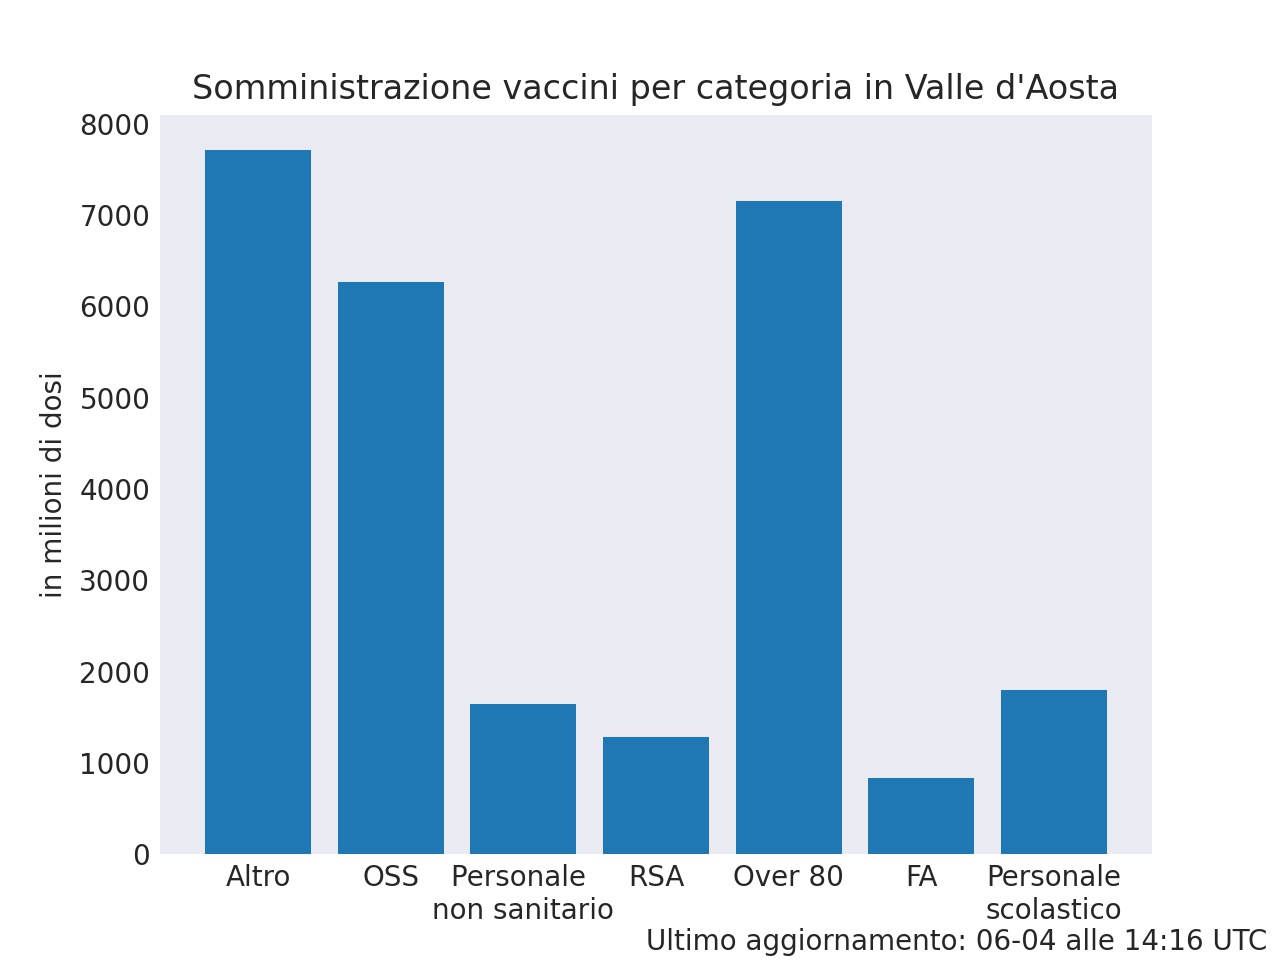 Somministrazione vaccini per categoria in Valle d'Aosta
in milioni di dosi
8000
7000
6000
5000
4000
3000
2000
1000
0
Altro
OSS
Personale
non sanitario
RSA
Over 80
FA
Personale
scolastico
Ultimo aggiornamento: 06-04 alle 14:16 UTC